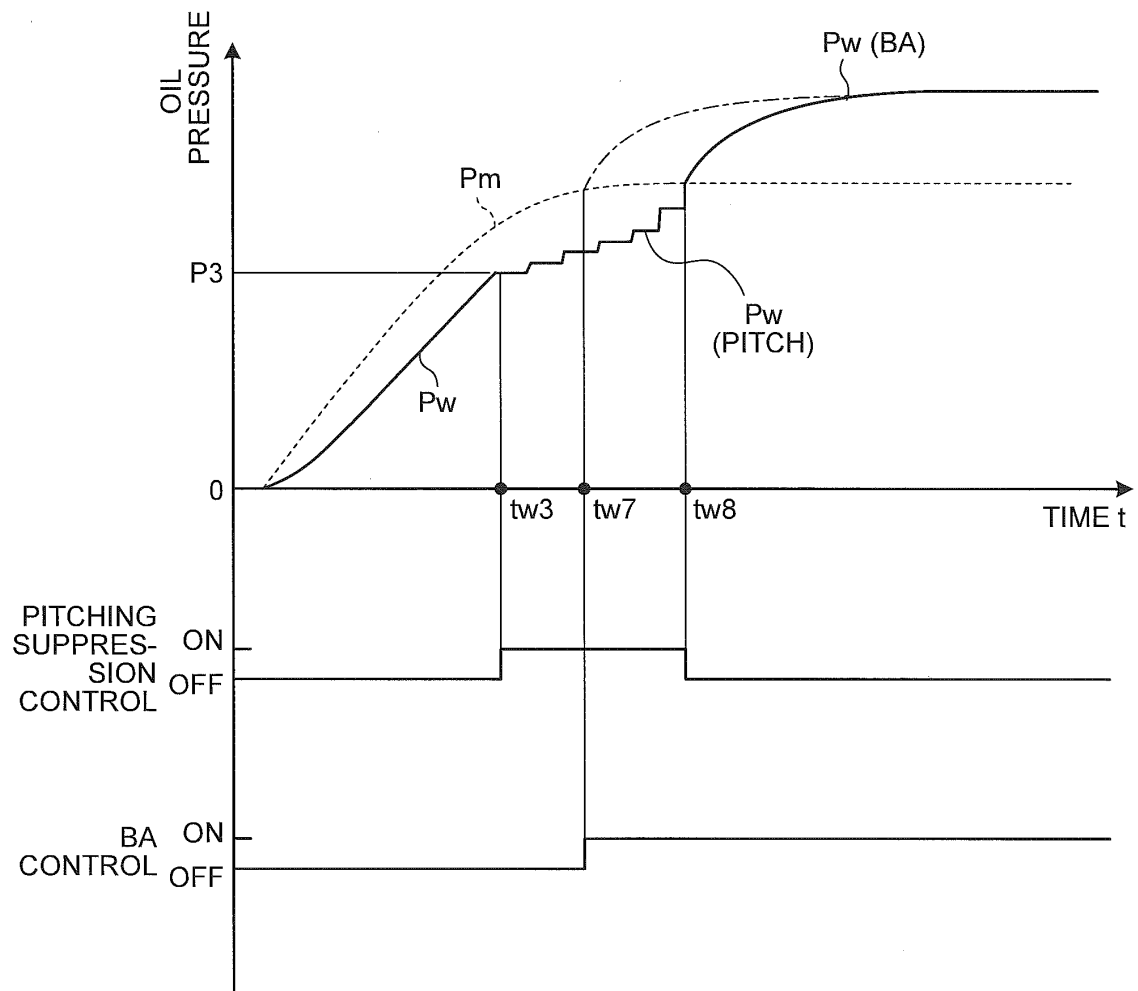 OIL
PRESSURE
Pw (BA)
Pm
P3
Pw
(PITCH)
Pw
0
tw3
tw7
tw8
TIME t
PITCHING
SUPPRES-
SION
CONTROL
ON
OFF
BA
CONTROL
ON
OFF